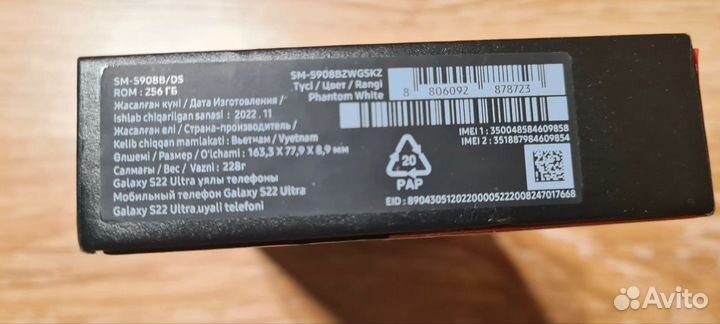 SM-S908B/DS
ROM : 256 ГБ
Жасалған күні / Дата Изготовления /
Ishlab chiqarilgan sanasi : 2022 . 11
Жасалған елі / Страна-производитель /
Kelib chiqqan mamlakati : Вьетнам / Vyetnam
Өлшемі / Размер / O'lchami : 163,3 X 77,9 X 8,9 мм
Салмағы / Вес / Vazni : 228г
Galaxy S22 Ultra ұялы телефоны
Мобильный телефон Galaxy S22 Ultra
Galaxy S22 Ultra uyali telefoni
SM-S908BZWGSKZ
Түсі / Цвет / Rangi
Phantom White
8 806092 878723
IMEI 1 : 350048584609858
IMEI 2 : 351887984609854
20
PAP
EID : 89043051202200005222008247017668
Avito